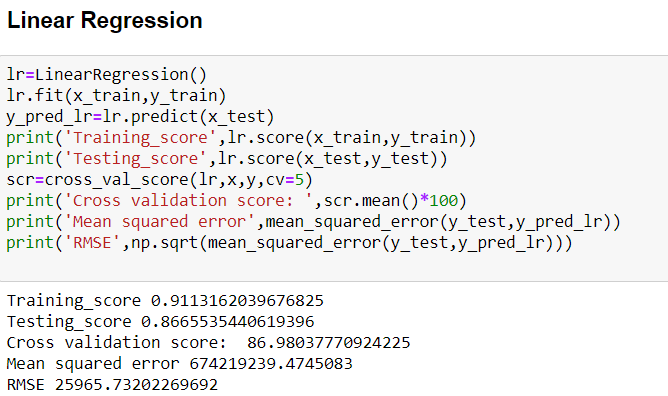 Linear Regression
lr=LinearRegression()
lr.fit(x_train,y_train)
y_pred_lr=lr.predict(x_test)
print('Training_score',lr.score(x_train,y_train))
print('Testing_score',lr.score(x_test,y_test))
scr=cross_val_score(lr,x,y,cv=5)
print('Cross validation score: ',scr.mean()*100)
print('Mean squared error',mean_squared_error(y_test,y_pred_lr))
print('RMSE',np.sqrt(mean_squared_error(y_test,y_pred_lr)))
Training_score 0.9113162039676825
Testing_score 0.8665535440619396
Cross validation score:  86.98037770924225
Mean squared error 674219239.4745083
RMSE 25965.73202269692